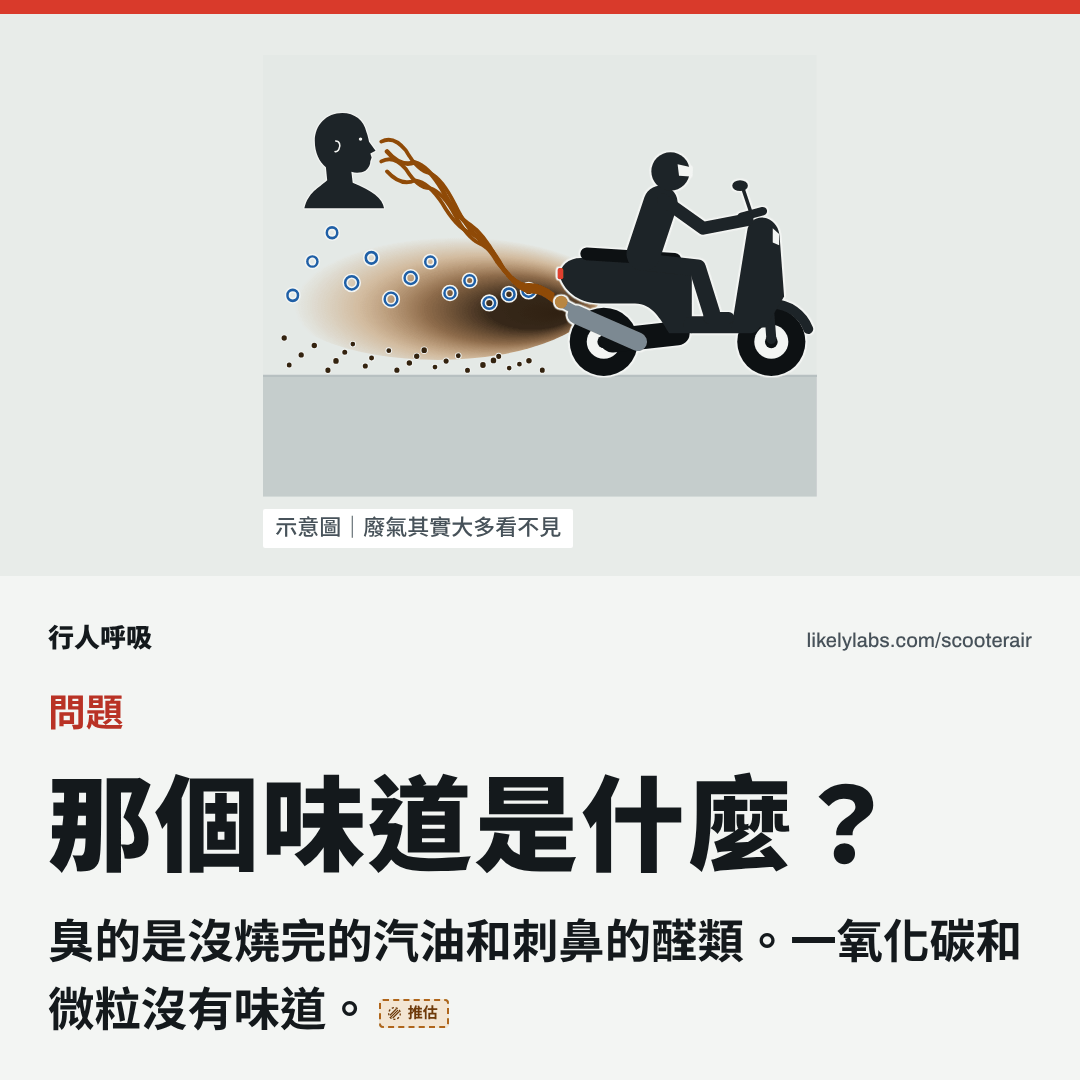 示意圖｜廢氣其實大多看不見
行人呼吸
likelylabs.com/scooterair
問題
那個味道是什麼？
臭的是沒燒完的汽油和刺鼻的醛類。一氧化碳和
微粒沒有味道。 推估